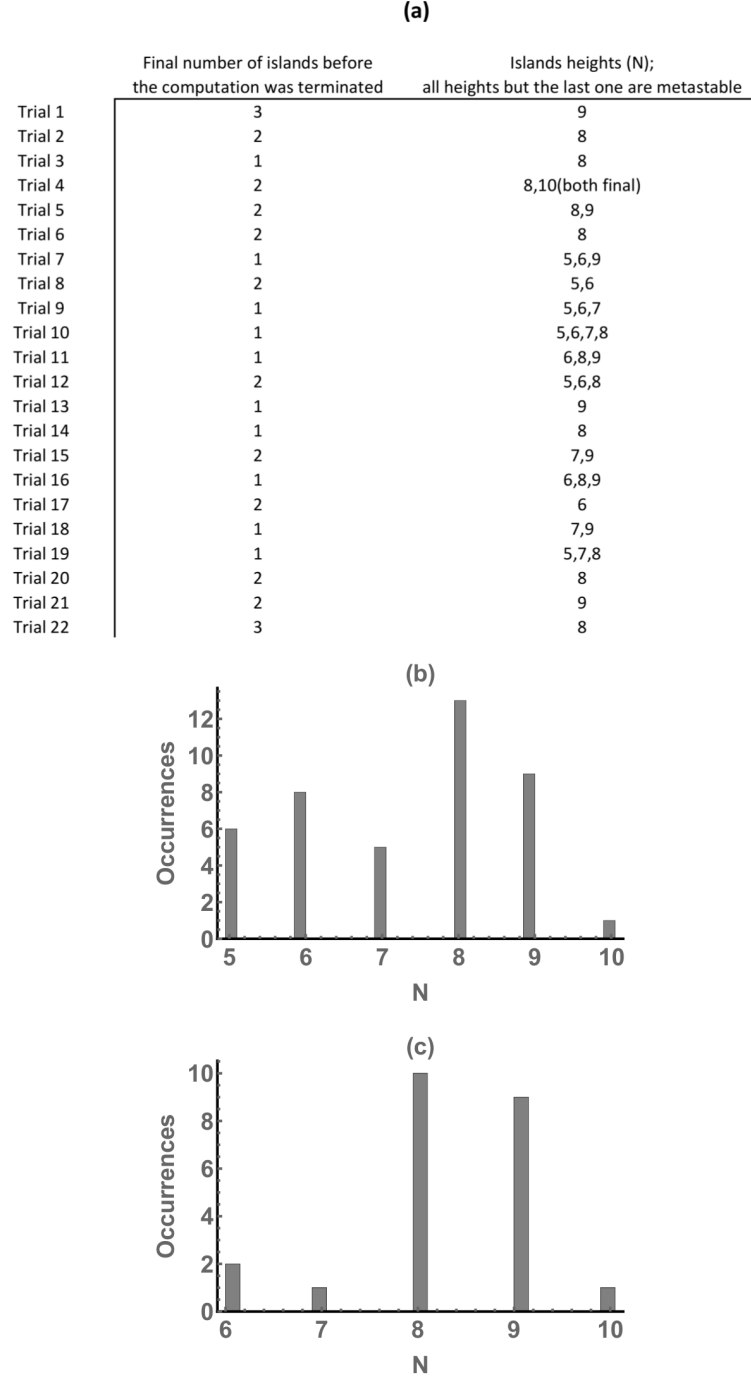 (a)
Final number of islands before the computation was terminated
Islands heights (N); all heights but the last one are metastable
Trial 1 3 9
Trial 2 2 8
Trial 3 1 8
Trial 4 2 8,10(both final)
Trial 5 2 8,9
Trial 6 2 8
Trial 7 1 5,6,9
Trial 8 2 5,6
Trial 9 1 5,6,7
Trial 10 1 5,6,7,8
Trial 11 1 6,8,9
Trial 12 2 5,6,8
Trial 13 1 9
Trial 14 1 8
Trial 15 2 7,9
Trial 16 1 6,8,9
Trial 17 2 6
Trial 18 1 7,9
Trial 19 1 5,7,8
Trial 20 2 8
Trial 21 2 9
Trial 22 3 8
(b)
Occurrences
12
10
8
6
4
2
0
5 6 7 8 9 10
N
(c)
Occurrences
10
8
6
4
2
0
6 7 8 9 10
N